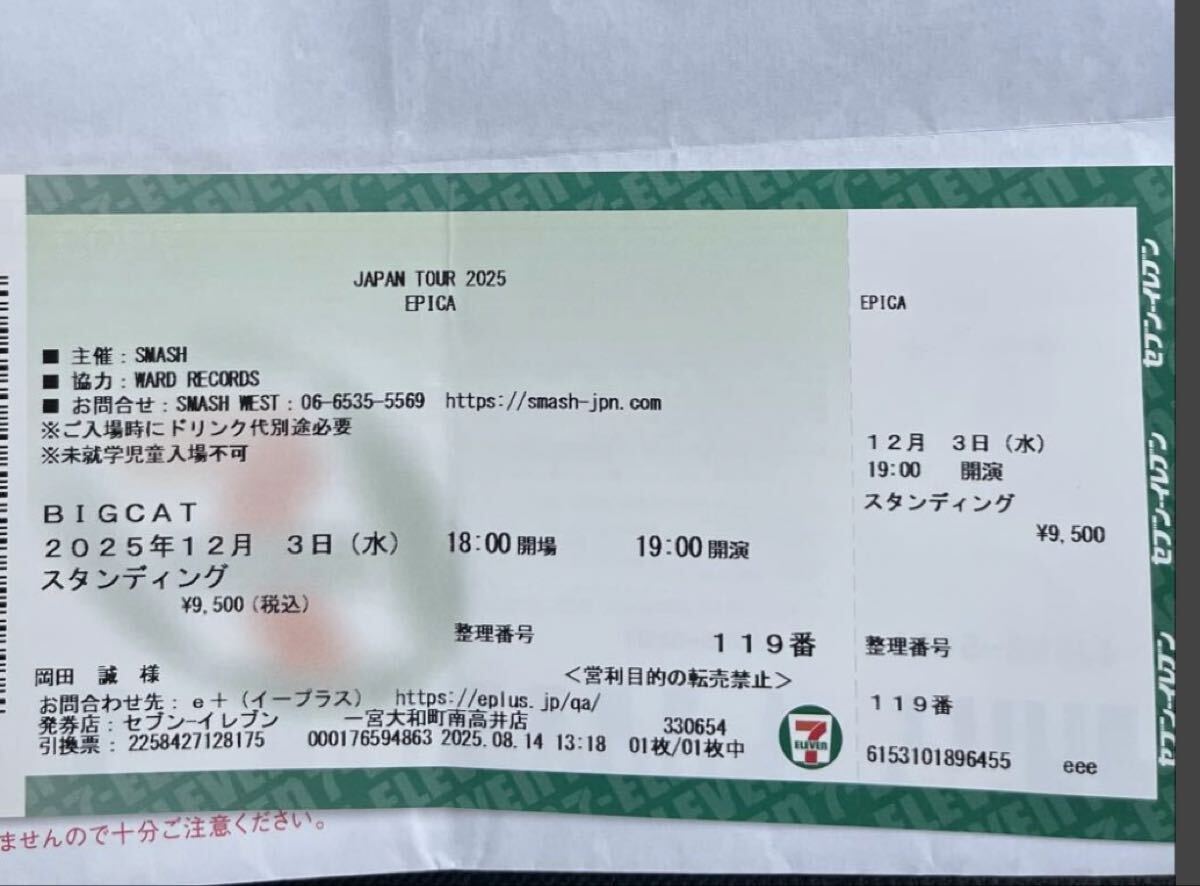 JAPAN TOUR 2025
EPICA
■ 主催：SMASH
■ 協力：WARD RECORDS
■ お問合せ：SMASH WEST：06-6535-5569 https://smash-jpn.com
※ご入場時にドリンク代別途必要
※未就学児童入場不可
ＢＩＧＣＡＴ
２０２５年１２月　３日（水）　18:00 開場　19:00 開演
スタンディング
¥9,500（税込）
整理番号　１１９番
岡田　誠　様　＜営利目的の転売禁止＞
お問合わせ先：ｅ＋（イープラス） https://eplus.jp/qa/
発券店：セブン-イレブン　一宮大和町南高井店　330654
引換票：2258427128175　000176594863 2025.08.14 13:18 01枚/01枚中
7 ELEVEN
EPICA
１２月　３日（水）
19:00　開演
スタンディング
¥9,500
整理番号
１１９番
6153101896455　eee
セブン-イレブン
セブン-イレブン
セブン-イレブン
ませんので十分ご注意ください。